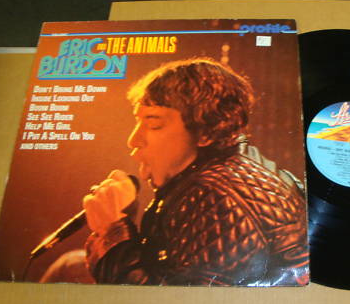 ERIC AND THE ANIMALS
BURDON
profile
DON'T BRING ME DOWN
INSIDE LOOKING OUT
BOOM BOOM
SEE SEE RIDER
HELP ME GIRL
I PUT A SPELL ON YOU
AND OTHERS